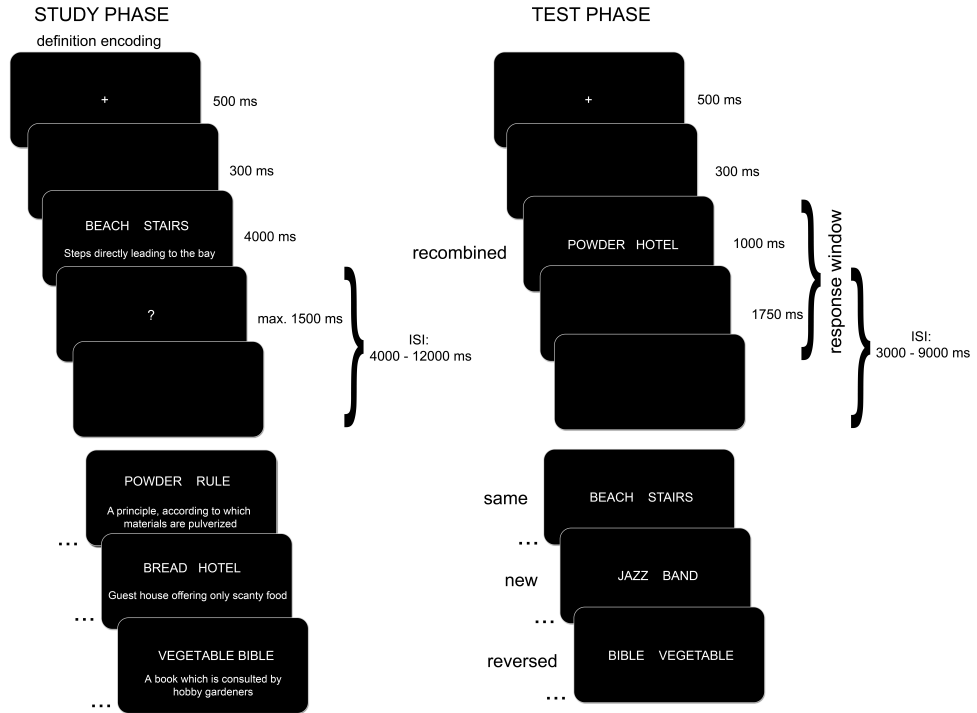 STUDY PHASE
definition encoding
+
500 ms
300 ms
BEACH STAIRS
Steps directly leading to the bay
4000 ms
?
max. 1500 ms
ISI:
4000 - 12000 ms
POWDER RULE
A principle, according to which
materials are pulverized
...
BREAD HOTEL
Guest house offering only scanty food
...
VEGETABLE BIBLE
A book which is consulted by
hobby gardeners
...
TEST PHASE
+
500 ms
300 ms
recombined
POWDER HOTEL
1000 ms
1750 ms
response window
ISI:
3000 - 9000 ms
same
BEACH STAIRS
...
new
JAZZ BAND
...
reversed
BIBLE VEGETABLE
...